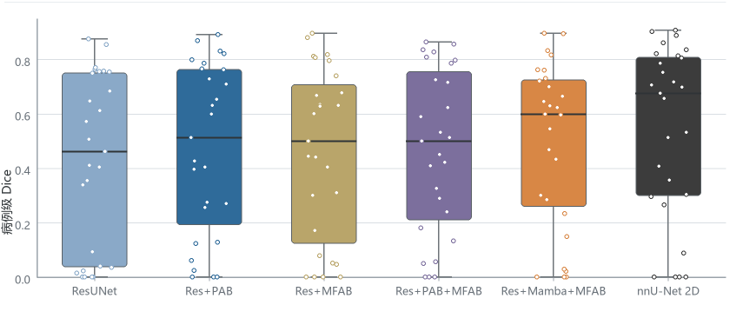 病例级 Dice
0.8
0.6
0.4
0.2
0.0
ResUNet
Res+PAB
Res+MFAB
Res+PAB+MFAB
Res+Mamba+MFAB
nnU-Net 2D